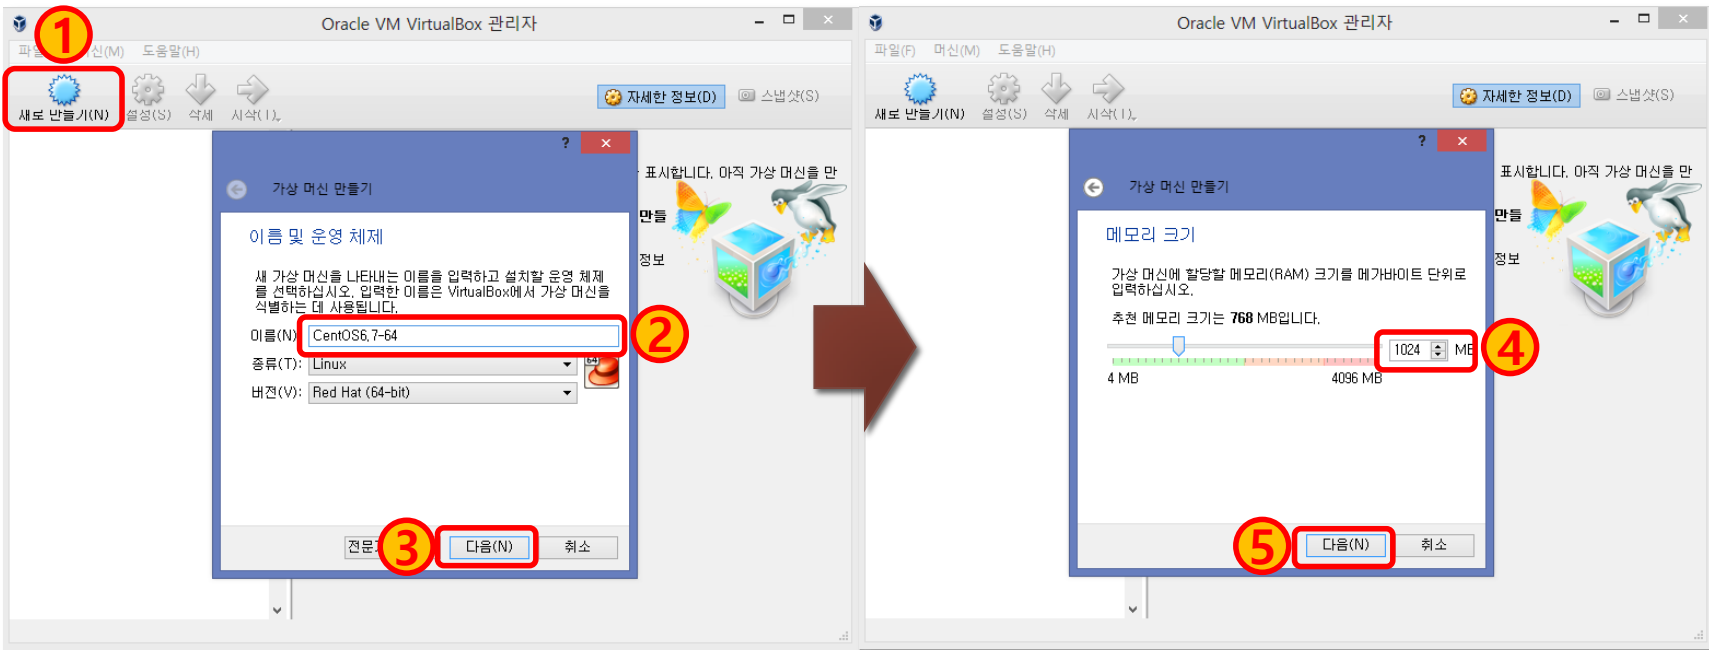 Oracle VM VirtualBox 관리자
머신(M) 도움말(H)
새로 만들기(N) 설정(S) 삭제 시작(T)
자세한 정보(D) 스냅샷(S)
1
표시합니다. 아직 가상 머신을 만
만들
정보
가상 머신 만들기
이름 및 운영 체제
새 가상 머신을 나타내는 이름을 입력하고 설치할 운영 체제
를 선택하십시오. 입력한 이름은 VirtualBox에서 가상 머신을
식별하는 데 사용됩니다.
이름(N) CentOS6.7-64
2
종류(T): Linux
64
버전(V): Red Hat (64-bit)
3
다음(N) 취소
Oracle VM VirtualBox 관리자
파일(F) 머신(M) 도움말(H)
새로 만들기(N) 설정(S) 삭제 시작(T)
자세한 정보(D) 스냅샷(S)
표시합니다. 아직 가상 머신을 만
만들
정보
가상 머신 만들기
메모리 크기
가상 머신에 할당할 메모리(RAM) 크기를 메가바이트 단위로
입력하십시오.
추천 메모리 크기는 768 MB입니다.
1024
4
4 MB 4096 MB
5
다음(N) 취소